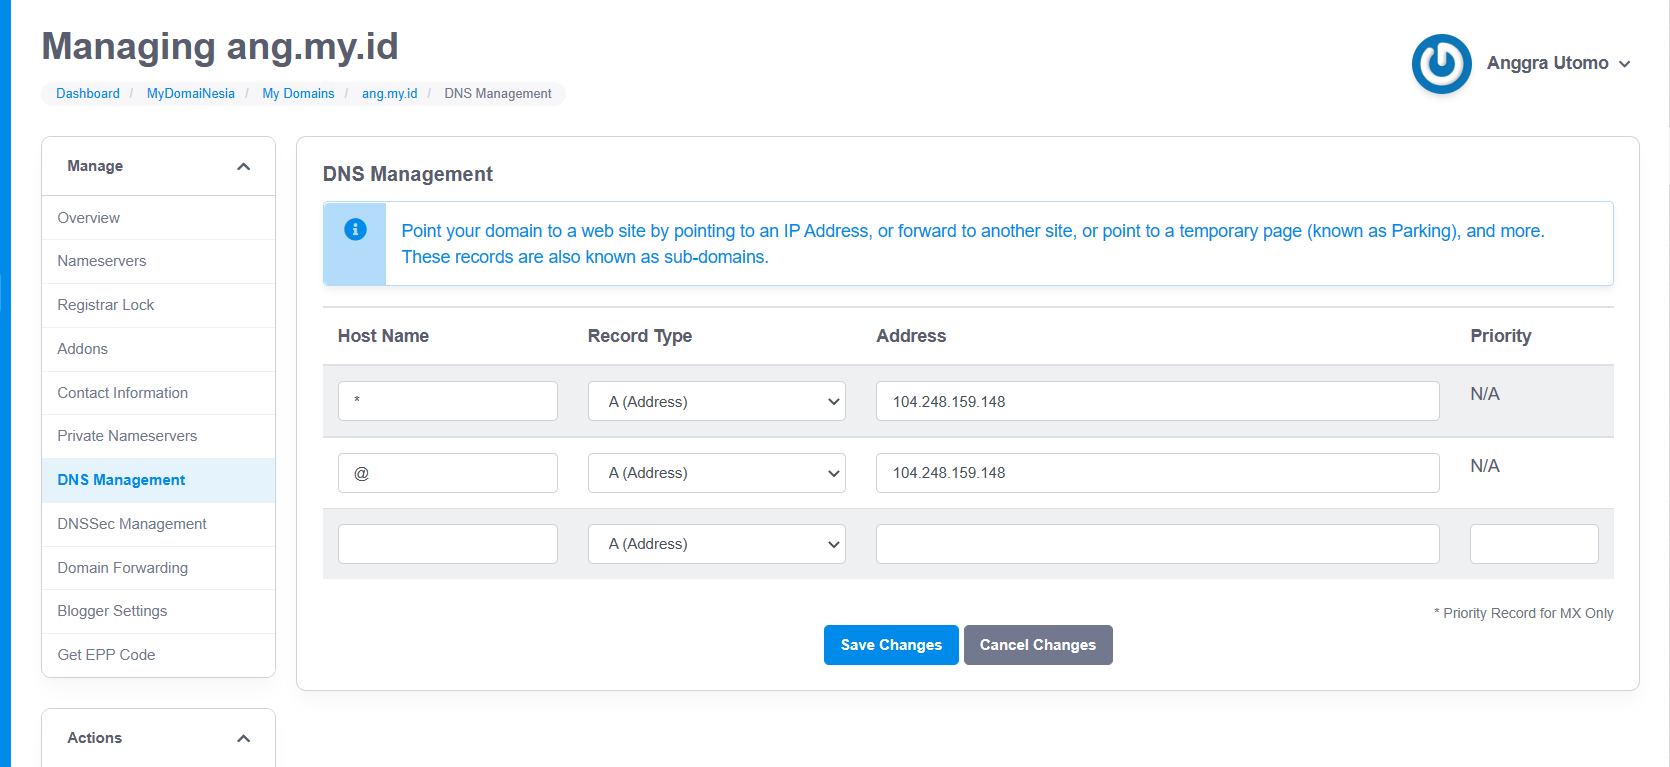 Managing ang.my.id
Anggra Utomo
Dashboard / MyDomaiNesia / My Domains / ang.my.id / DNS Management
Manage
Overview
Nameservers
Registrar Lock
Addons
Contact Information
Private Nameservers
DNS Management
DNSSec Management
Domain Forwarding
Blogger Settings
Get EPP Code
Actions
DNS Management
Point your domain to a web site by pointing to an IP Address, or forward to another site, or point to a temporary page (known as Parking), and more.
These records are also known as sub-domains.
Host Name Record Type Address Priority
* A (Address) 104.248.159.148 N/A
@ A (Address) 104.248.159.148 N/A
A (Address)
* Priority Record for MX Only
Save Changes Cancel Changes